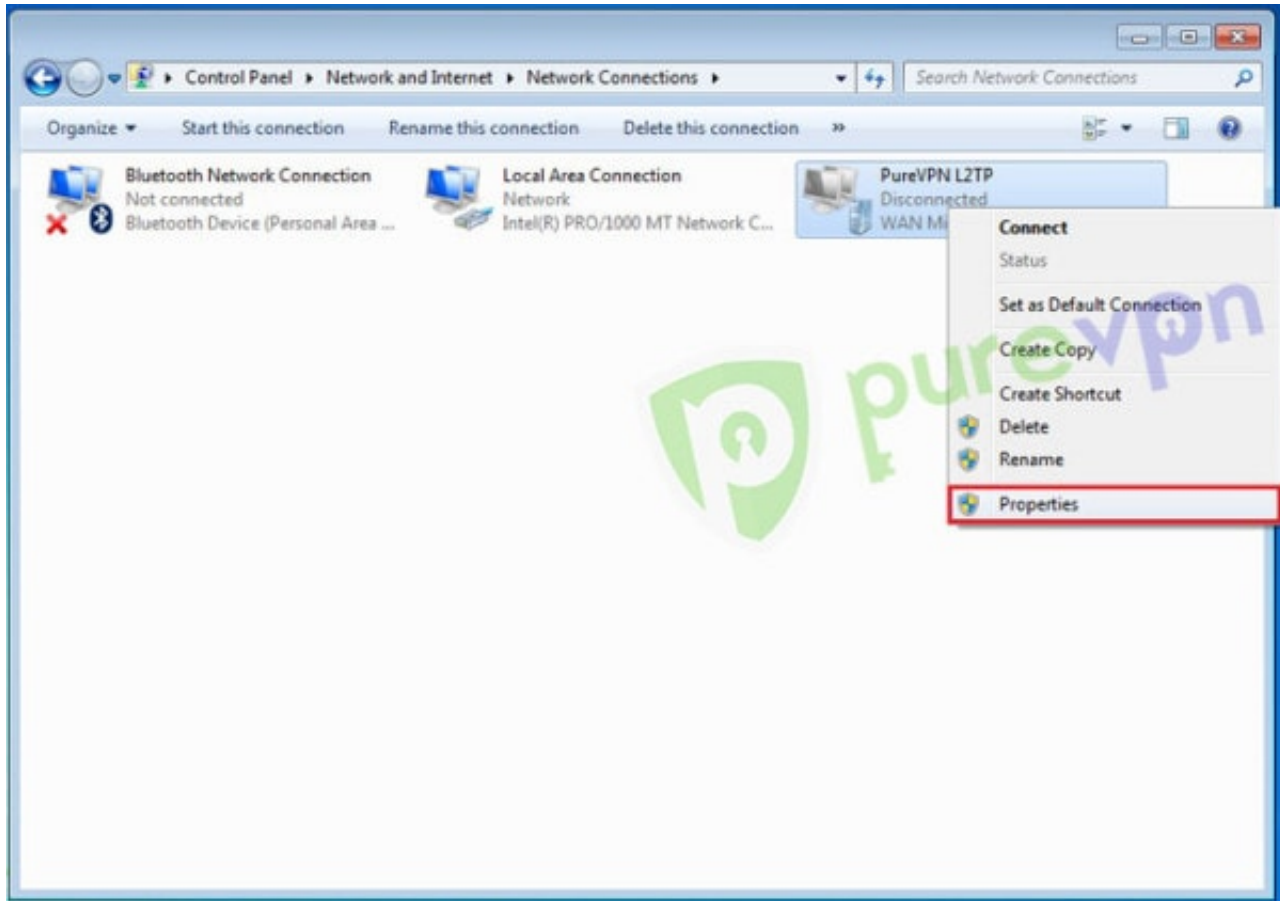 Control Panel Network and Internet Network Connections
Search Network Connections
Organize Start this connection Rename this connection Delete this connection »
Bluetooth Network Connection
Not connected
Bluetooth Device (Personal Area ...
Local Area Connection
Network
Intel(R) PRO/1000 MT Network C...
PureVPN L2TP
Disconnected
WAN Mi
Connect
Status
Set as Default Connection
Create Copy
Create Shortcut
Delete
Rename
Properties
purevpn